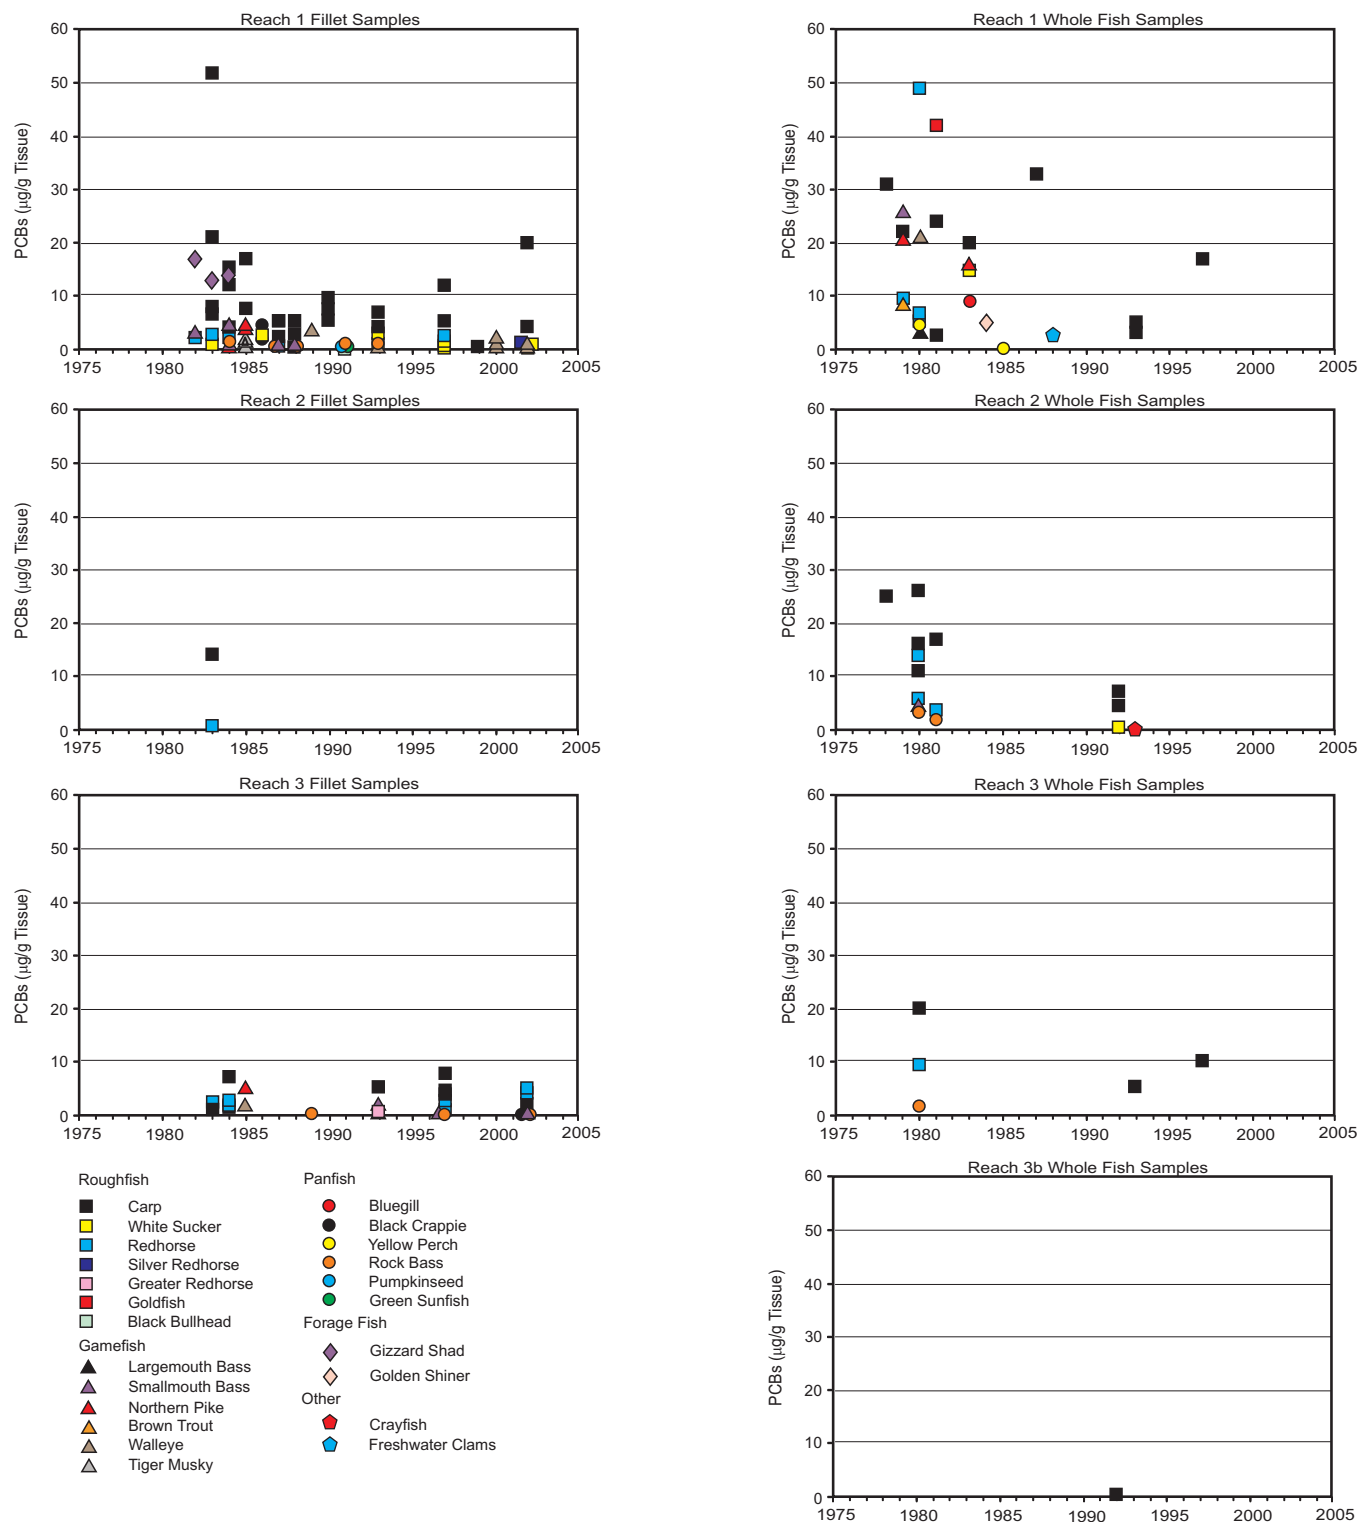 Reach 1 Fillet Samples
60
50
40
30
20
10
0
PCBs (µg/g Tissue)
1975 1980 1985 1990 1995 2000 2005
Reach 1 Whole Fish Samples
60
50
40
30
20
10
0
PCBs (µg/g Tissue)
1975 1980 1985 1990 1995 2000 2005
Reach 2 Fillet Samples
60
50
40
30
20
10
0
PCBs (µg/g Tissue)
1975 1980 1985 1990 1995 2000 2005
Reach 2 Whole Fish Samples
60
50
40
30
20
10
0
PCBs (µg/g Tissue)
1975 1980 1985 1990 1995 2000 2005
Reach 3 Fillet Samples
60
50
40
30
20
10
0
PCBs (µg/g Tissue)
1975 1980 1985 1990 1995 2000 2005
Reach 3 Whole Fish Samples
60
50
40
30
20
10
0
PCBs (µg/g Tissue)
1975 1980 1985 1990 1995 2000 2005
Roughfish
Carp
White Sucker
Redhorse
Silver Redhorse
Greater Redhorse
Goldfish
Black Bullhead
Gamefish
Largemouth Bass
Smallmouth Bass
Northern Pike
Brown Trout
Walleye
Tiger Musky
Panfish
Bluegill
Black Crappie
Yellow Perch
Rock Bass
Pumpkinseed
Green Sunfish
Forage Fish
Gizzard Shad
Golden Shiner
Other
Crayfish
Freshwater Clams
Reach 3b Whole Fish Samples
60
50
40
30
20
10
0
PCBs (µg/g Tissue)
1975 1980 1985 1990 1995 2000 2005